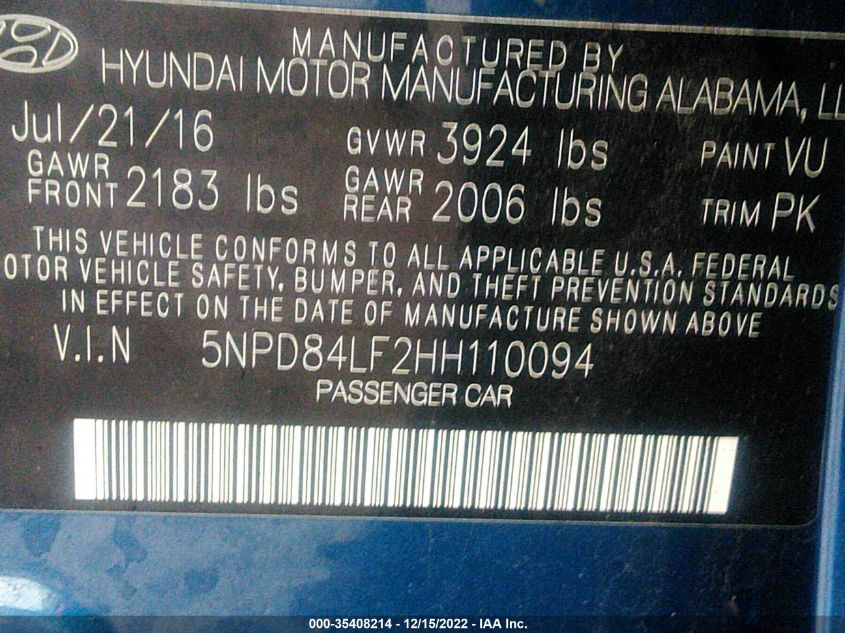 MANUFACTURED BY
HYUNDAI MOTOR MANUFACTURING ALABAMA, LL
Jul/21/16 GVWR 3924 lbs PAINT VU
GAWR FRONT 2183 lbs GAWR REAR 2006 lbs TRIM PK
THIS VEHICLE CONFORMS TO ALL APPLICABLE U.S.A. FEDERAL
OTOR VEHICLE SAFETY, BUMPER, AND THEFT PREVENTION STANDARDS
IN EFFECT ON THE DATE OF MANUFACTURE SHOWN ABOVE
V.I.N 5NPD84LF2HH110094
PASSENGER CAR
000-35408214 - 12/15/2022 - IAA Inc.